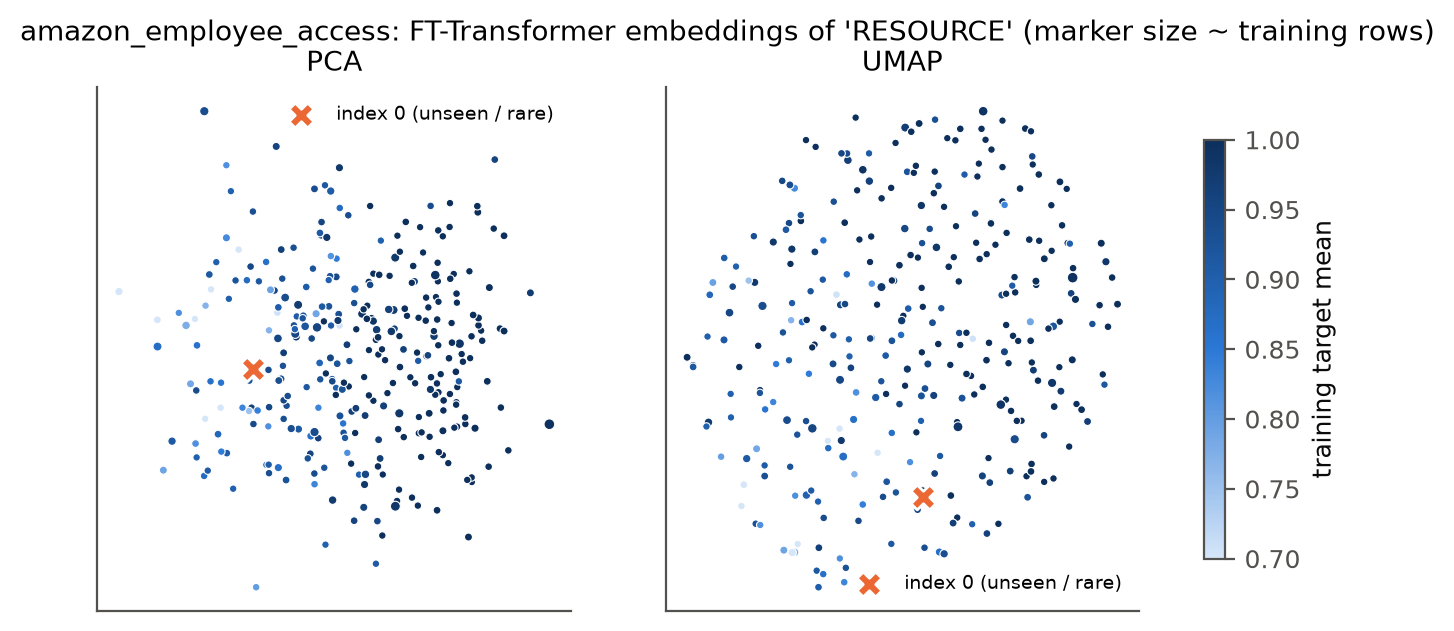 amazon_employee_access: FT-Transformer embeddings of 'RESOURCE' (marker size ~ training rows)
PCA
index 0 (unseen / rare)
UMAP
index 0 (unseen / rare)
1.00
0.95
0.90
0.85
0.80
0.75
0.70
training target mean